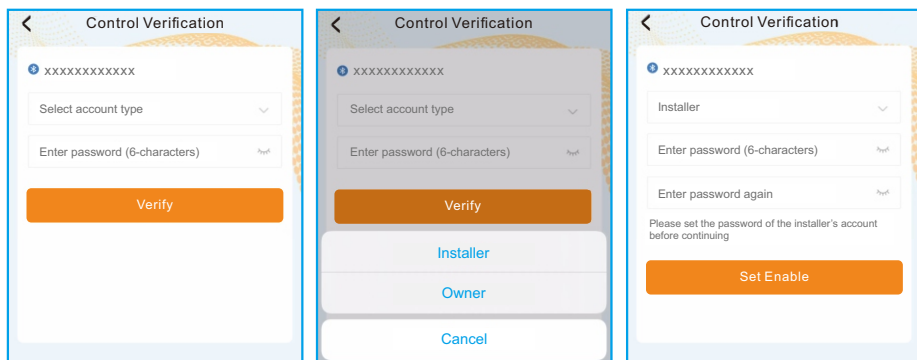 Control Verification
xxxxxxxxxxxx
Select account type
Enter password (6-characters)
Verify
Control Verification
xxxxxxxxxxxx
Select account type
Enter password (6-characters)
Verify
Installer
Owner
Cancel
Control Verification
xxxxxxxxxxxx
Installer
Enter password (6-characters)
Enter password again
Please set the password of the installer's account
before continuing
Set Enable